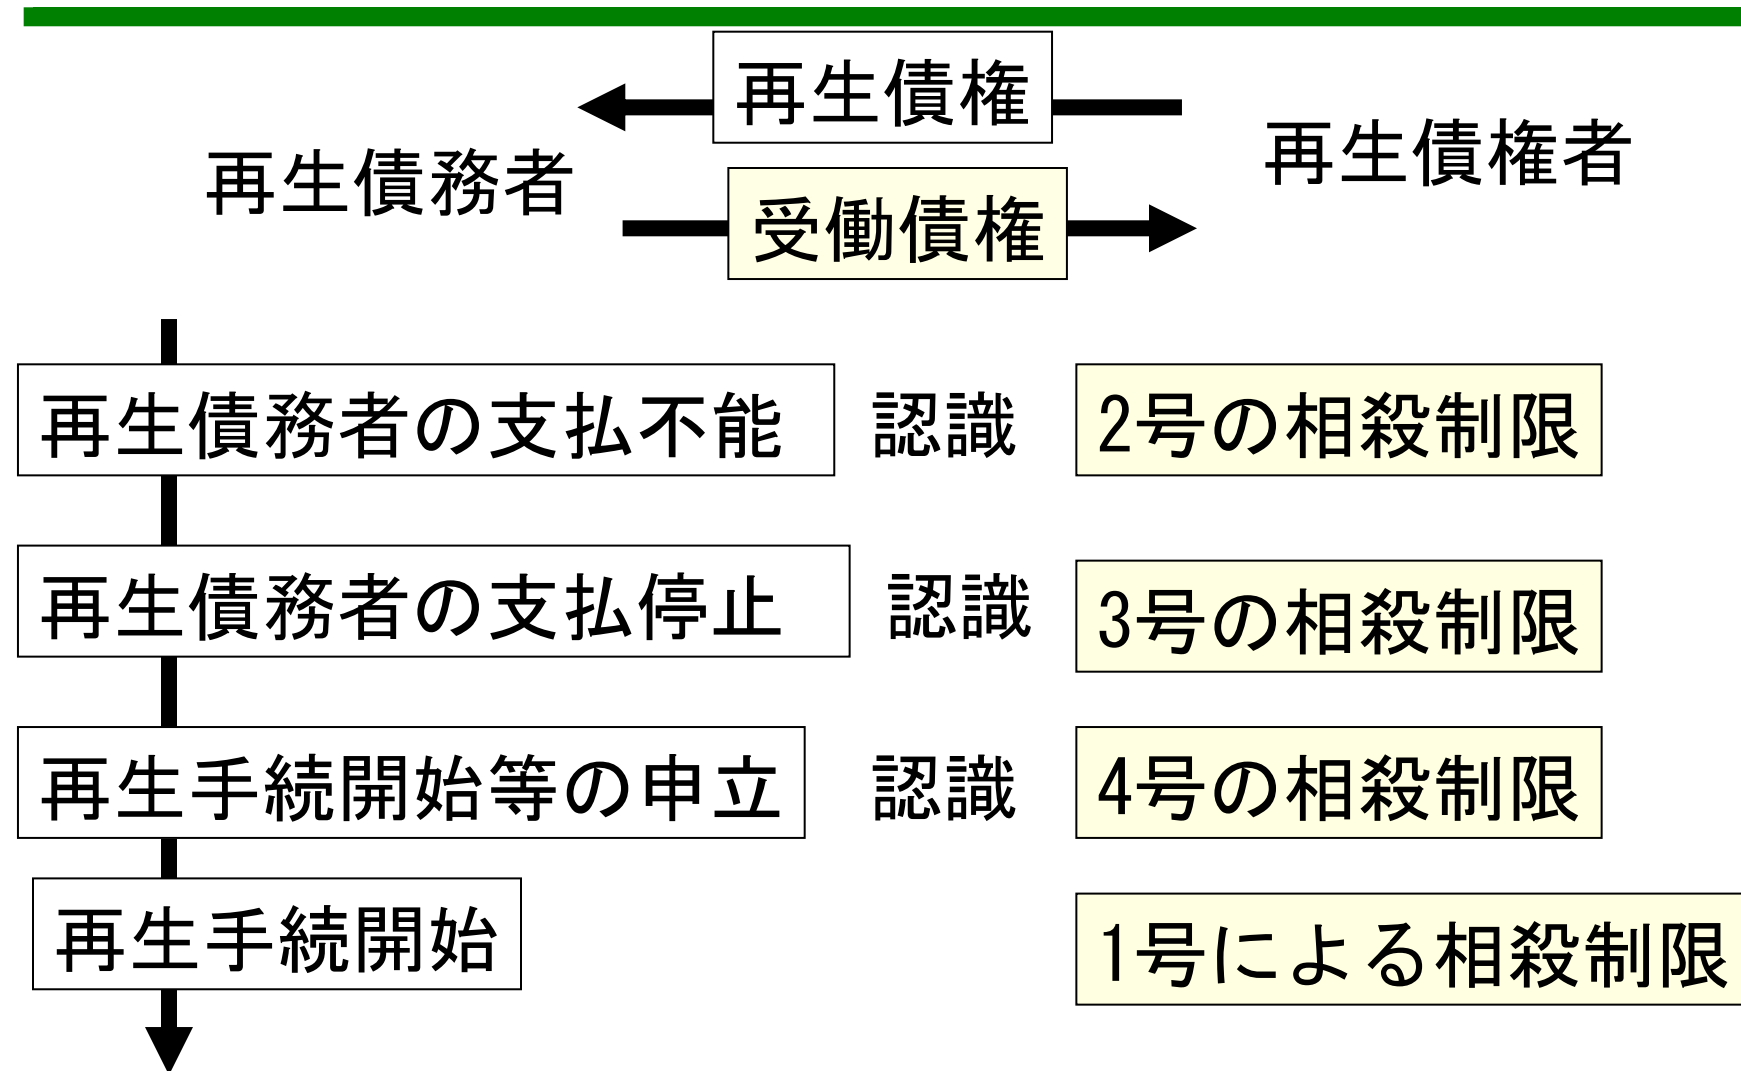 再生債権
再生債務者
再生債権者
受働債権
再生債務者の支払不能 認識 2号の相殺制限
再生債務者の支払停止 認識 3号の相殺制限
再生手続開始等の申立 認識 4号の相殺制限
再生手続開始 1号による相殺制限